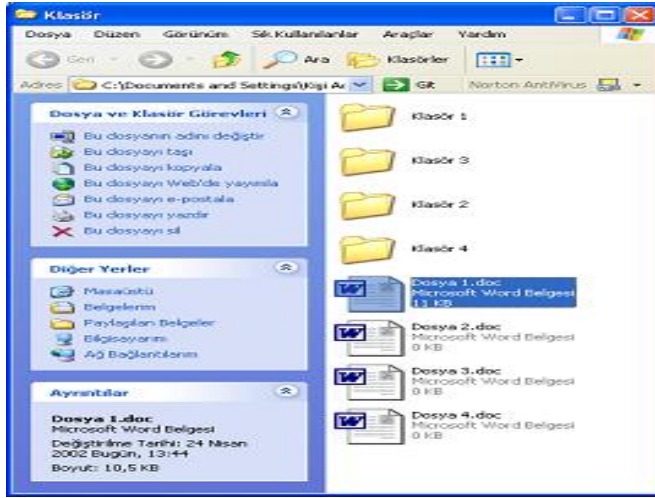 Klasör
Dosya Düzen Görünüm Sık Kullanılanlar Araçlar Yardım
Geri Ara Klasörler
Adres C:\Documents and Settings\Kişi Git Norton AntiVirus
Dosya ve Klasör Görevleri
Bu dosyanın adını değiştir
Bu dosyayı taşı
Bu dosyayı kopyala
Bu dosyayı Web'de yayımla
Bu dosyayı e-postala
Bu dosyayı yazdır
Bu dosyayı sil
Diğer Yerler
Masaüstü
Belgelerim
Paylaşılan Belgeler
Bilgisayarım
Ağ Bağlantılarım
Ayrıntılar
Dosya 1.doc
Microsoft Word Belgesi
Değiştirilme Tarihi: 24 Nisan
2002 Bugün, 13:44
Boyut: 10,5 KB
Klasör 1
Klasör 3
Klasör 2
Klasör 4
Dosya 1.doc
Microsoft Word Belgesi
11 KB
Dosya 2.doc
Microsoft Word Belgesi
0 KB
Dosya 3.doc
Microsoft Word Belgesi
0 KB
Dosya 4.doc
Microsoft Word Belgesi
0 KB